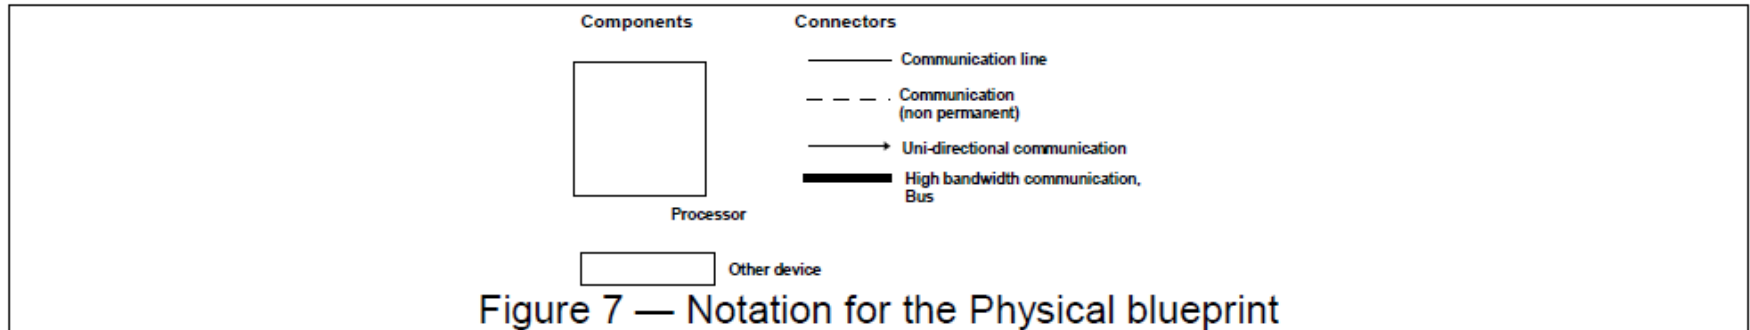 Components
Connectors
Communication line
Communication
(non permanent)
Uni-directional communication
High bandwidth communication,
Bus
Processor
Other device
Figure 7 — Notation for the Physical blueprint